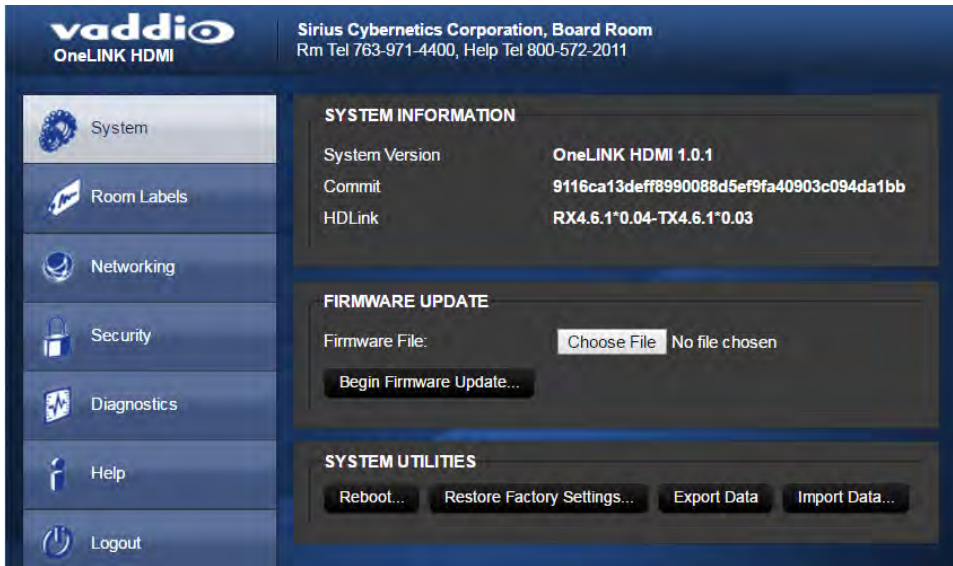 vaddio
OneLINK HDMI
Sirius Cybernetics Corporation, Board Room
Rm Tel 763-971-4400, Help Tel 800-572-2011
System
Room Labels
Networking
Security
Diagnostics
Help
Logout
SYSTEM INFORMATION
System Version OneLINK HDMI 1.0.1
Commit 9116ca13deff8990088d5ef9fa40903c094da1bb
HDLink RX4.6.1*0.04-TX4.6.1*0.03
FIRMWARE UPDATE
Firmware File: Choose File No file chosen
Begin Firmware Update...
SYSTEM UTILITIES
Reboot... Restore Factory Settings... Export Data Import Data...